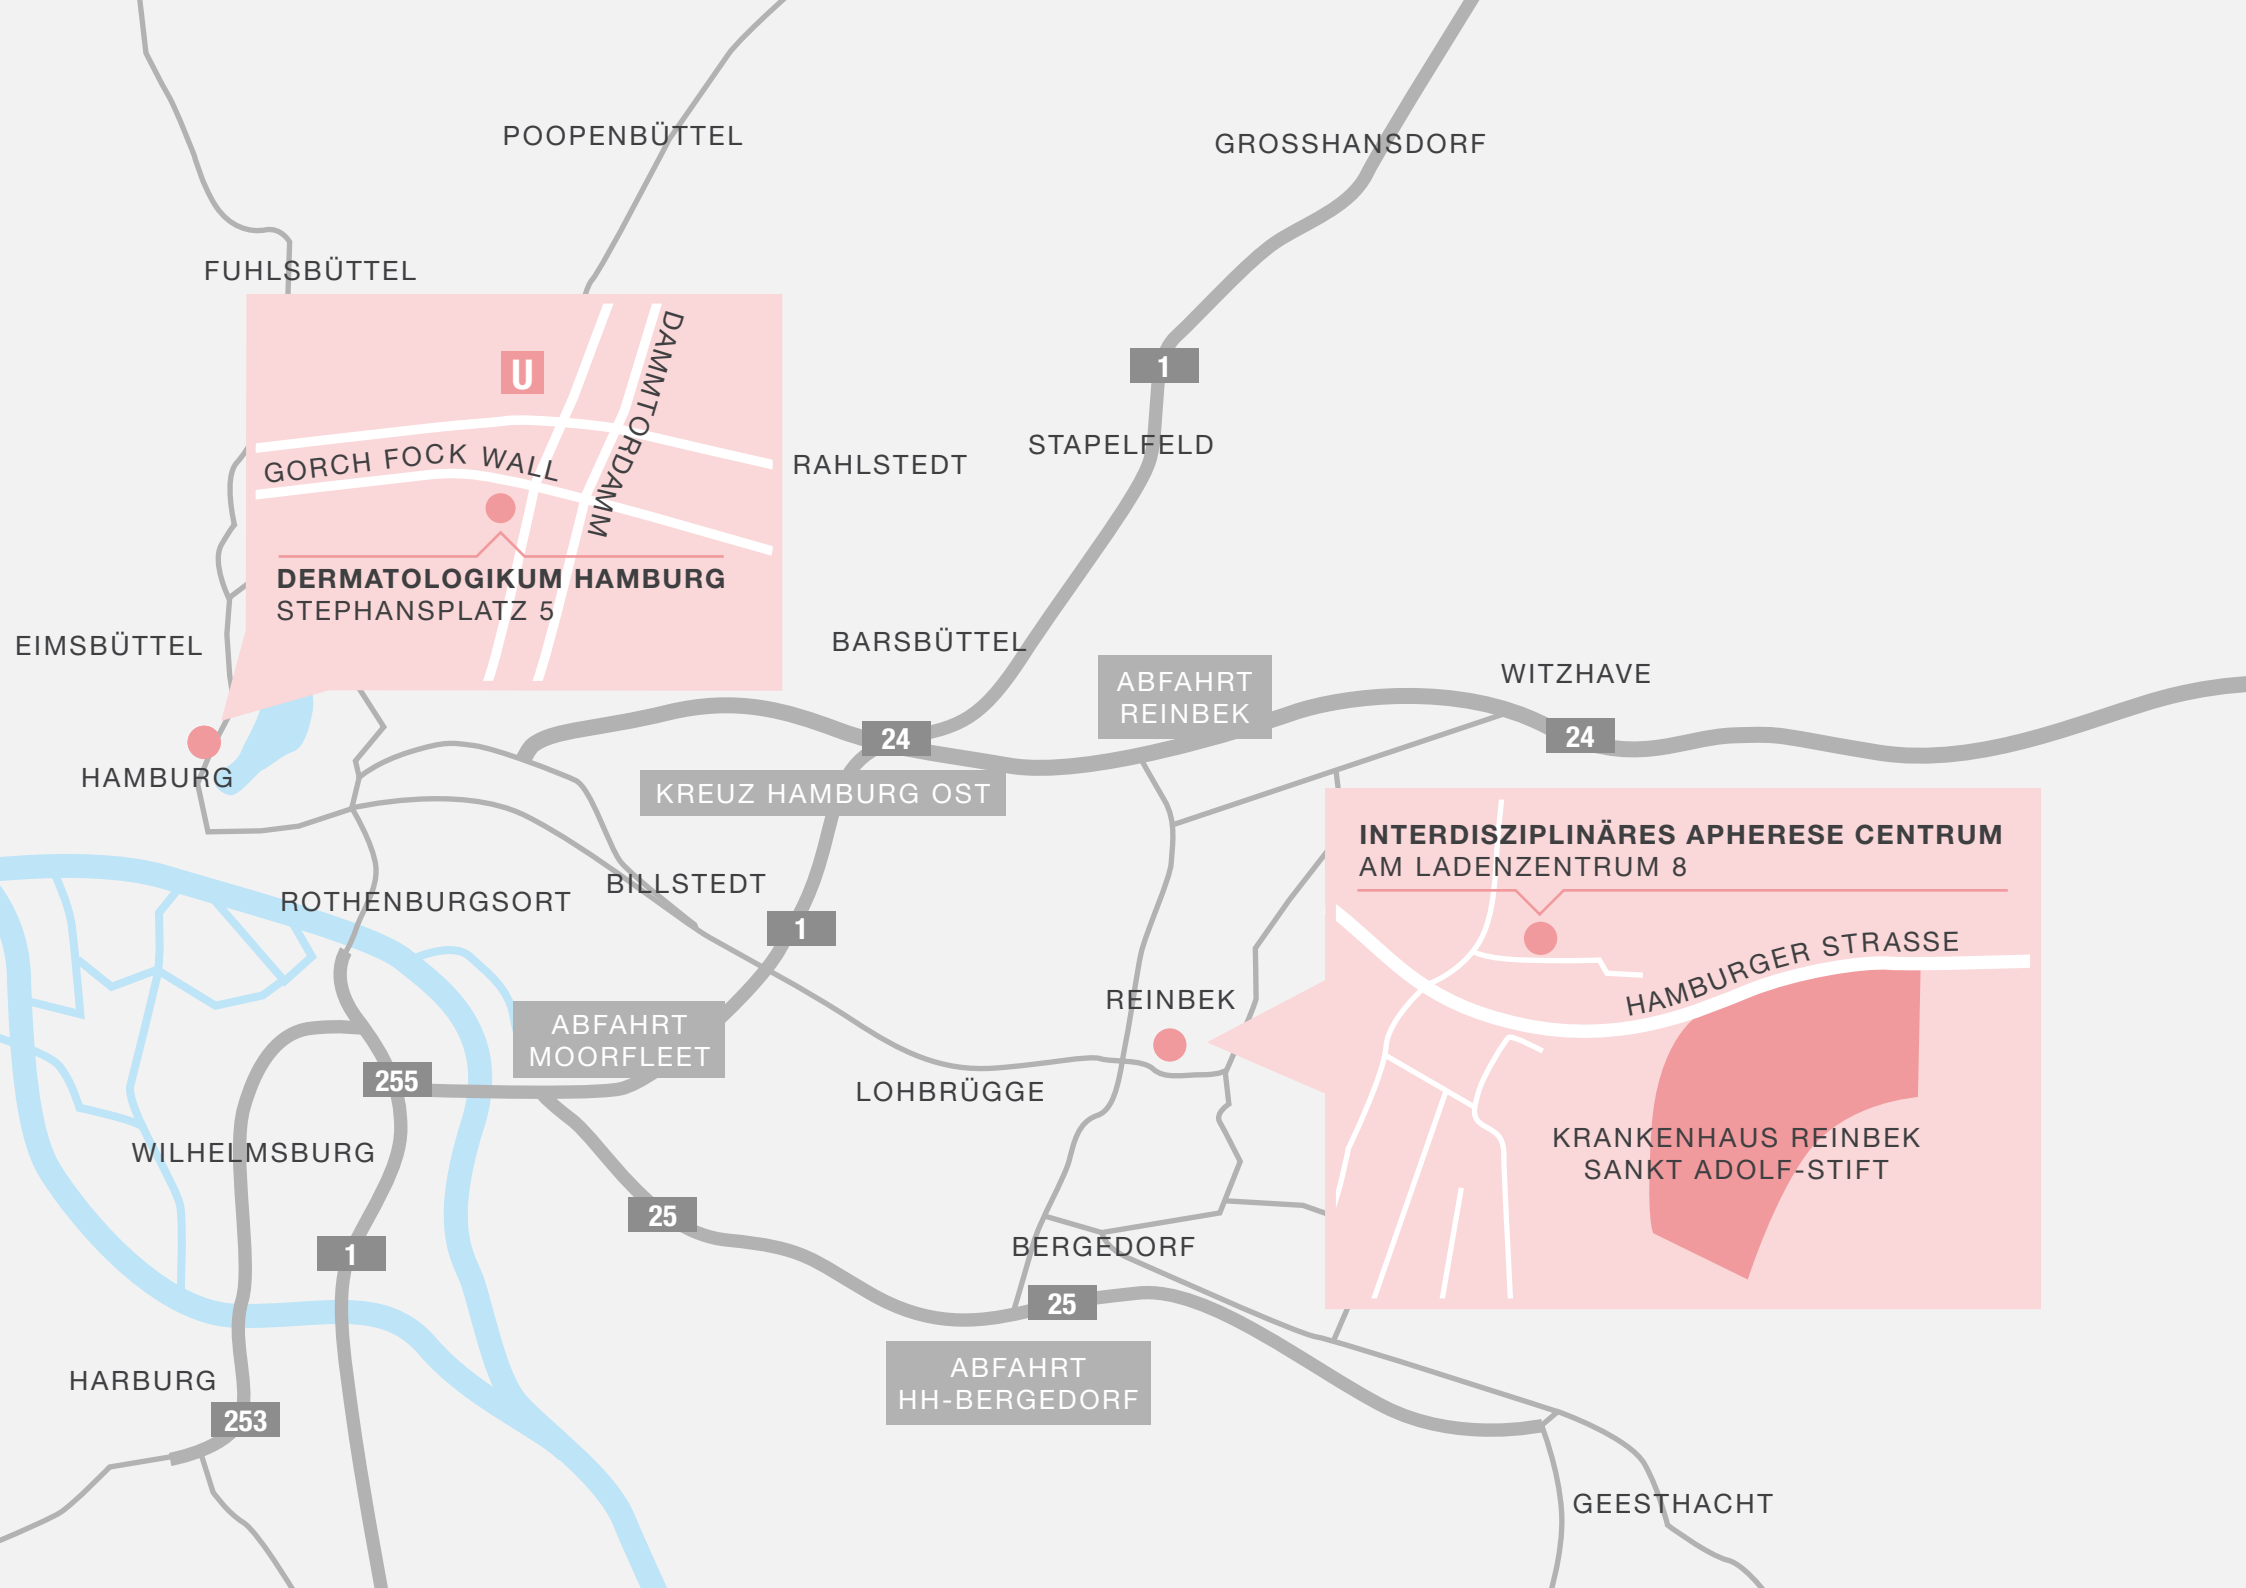 POOPENBÜTTEL
GROSSHANSDORF
FUHLSBÜTTEL
U
DAMMTORDAMM
GORCH FOCK WALL
DERMATOLOGIKUM HAMBURG
STEPHANSPLATZ 5
1
STAPELFELD
RAHLSTEDT
EIMSBÜTTEL
BARSBÜTTEL
ABFAHRT
REINBEK
WITZHAVE
24
24
HAMBURG
KREUZ HAMBURG OST
INTERDISZIPLINÄRES APHERESE CENTRUM
AM LADENZENTRUM 8
HAMBURGER STRASSE
KRANKENHAUS REINBEK
SANKT ADOLF-STIFT
ROTHENBURGSORT
BILLSTEDT
1
REINBEK
ABFAHRT
MOORFLEET
255
LOHBRÜGGE
WILHELMSBURG
25
1
BERGEDORF
25
ABFAHRT
HH-BERGEDORF
HARBURG
253
GEESTHACHT